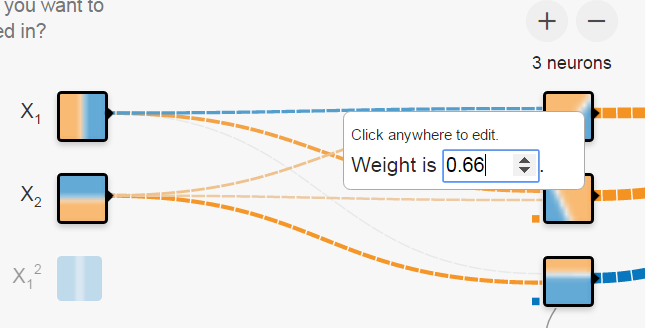 you want to
ed in?
+ −
3 neurons
X1
Click anywhere to edit.
Weight is 0.66.
X2
X1²